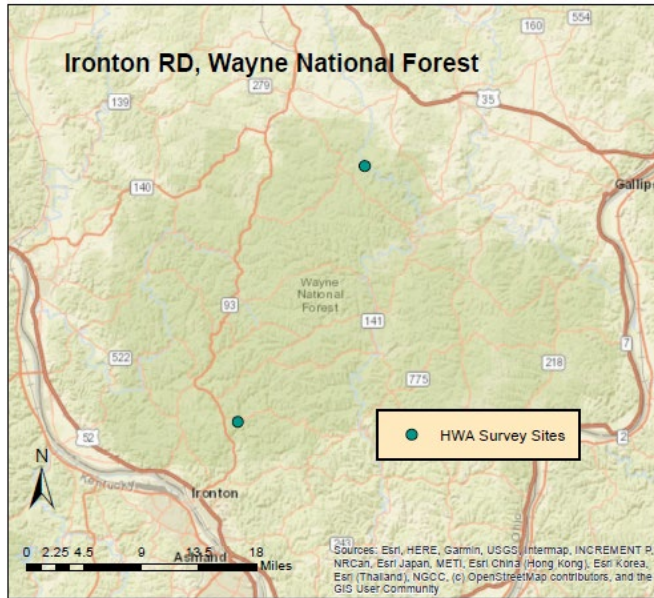 Ironton RD, Wayne National Forest
554
160
279
35
139
140
Gallip
Wayne
National
Forest
93
141
7
522
218
775
HWA Survey Sites
52
2
N
Kentucky
Ironton
243
Ohio
0 2.25 4.5 9 13.5 18
Miles
Ashland
Sources: Esri, HERE, Garmin, USGS, Intermap, INCREMENT P,
NRCan, Esri Japan, METI, Esri China (Hong Kong), Esri Korea,
Esri (Thailand), NGCC, (c) OpenStreetMap contributors, and the
GIS User Community